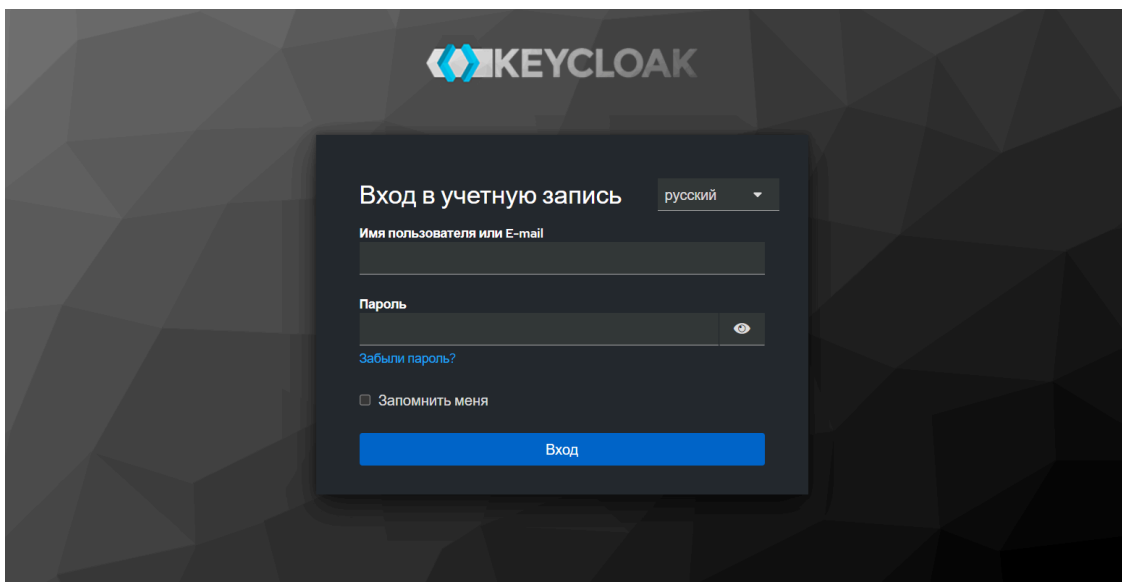 KEYCLOAK
Вход в учетную запись
русский
Имя пользователя или E-mail
Пароль
Забыли пароль?
Запомнить меня
Вход